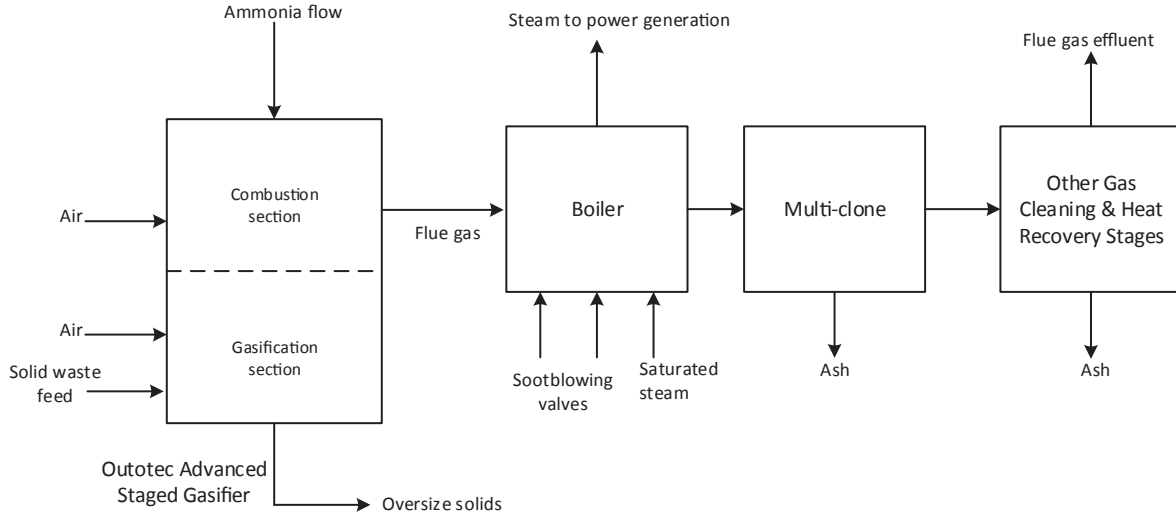 Ammonia flow
Steam to power generation
Flue gas effluent
Combustion
section
Air
Flue gas
Boiler
Multi-clone
Other Gas
Cleaning & Heat
Recovery Stages
Air
Gasification
section
Solid waste
feed
Sootblowing
valves
Saturated
steam
Ash
Ash
Outotec Advanced
Staged Gasifier
Oversize solids